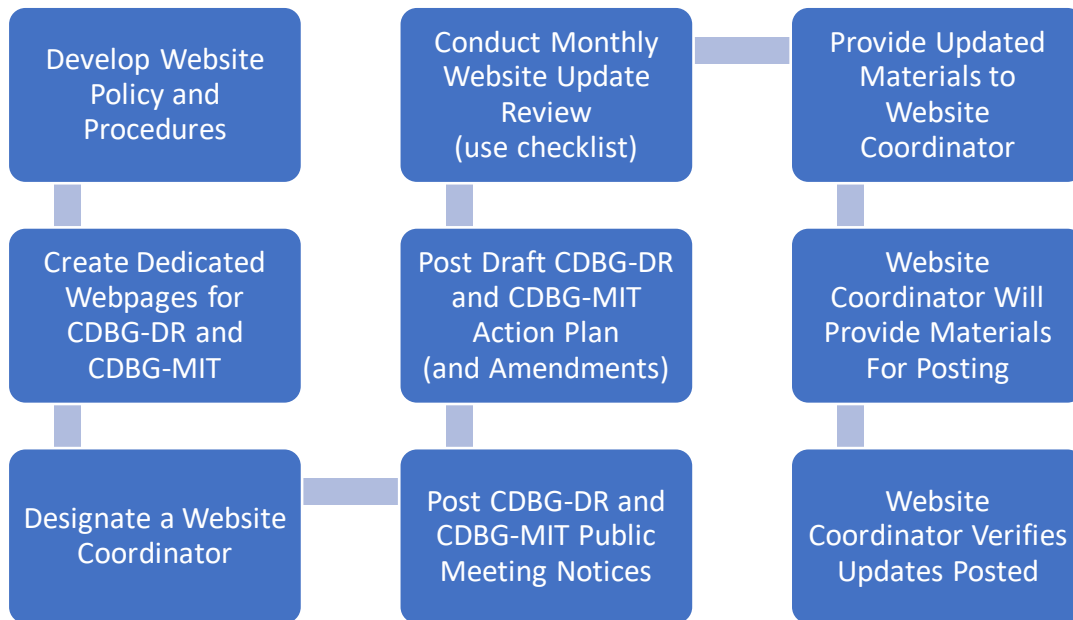 Develop Website
Policy and
Procedures
Create Dedicated
Webpages for
CDBG-DR and
CDBG-MIT
Designate a Website
Coordinator
Post CDBG-DR and
CDBG-MIT Public
Meeting Notices
Post Draft CDBG-DR
and CDBG-MIT
Action Plan
(and Amendments)
Conduct Monthly
Website Update
Review
(use checklist)
Provide Updated
Materials to
Website
Coordinator
Website
Coordinator Will
Provide Materials
For Posting
Website
Coordinator Verifies
Updates Posted